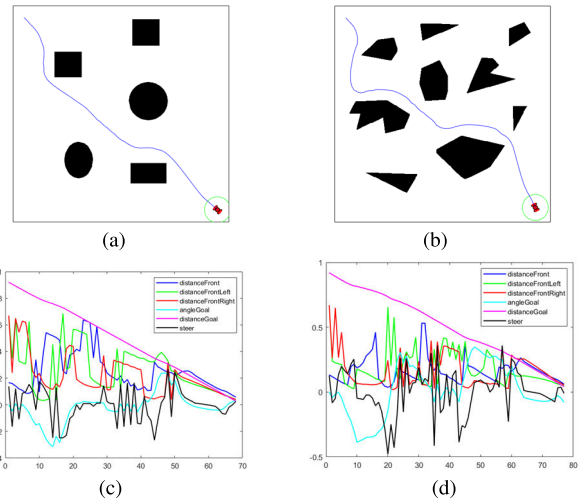 (a)
(b)
distanceFront
distanceFrontLeft
distanceFrontRight
angleGoal
distanceGoal
steer
0 10 20 30 40 50 60 70
(c)
1
0.5
0
-0.5
distanceFront
distanceFrontLeft
distanceFrontRight
angleGoal
distanceGoal
steer
0 10 20 30 40 50 60 70 80
(d)